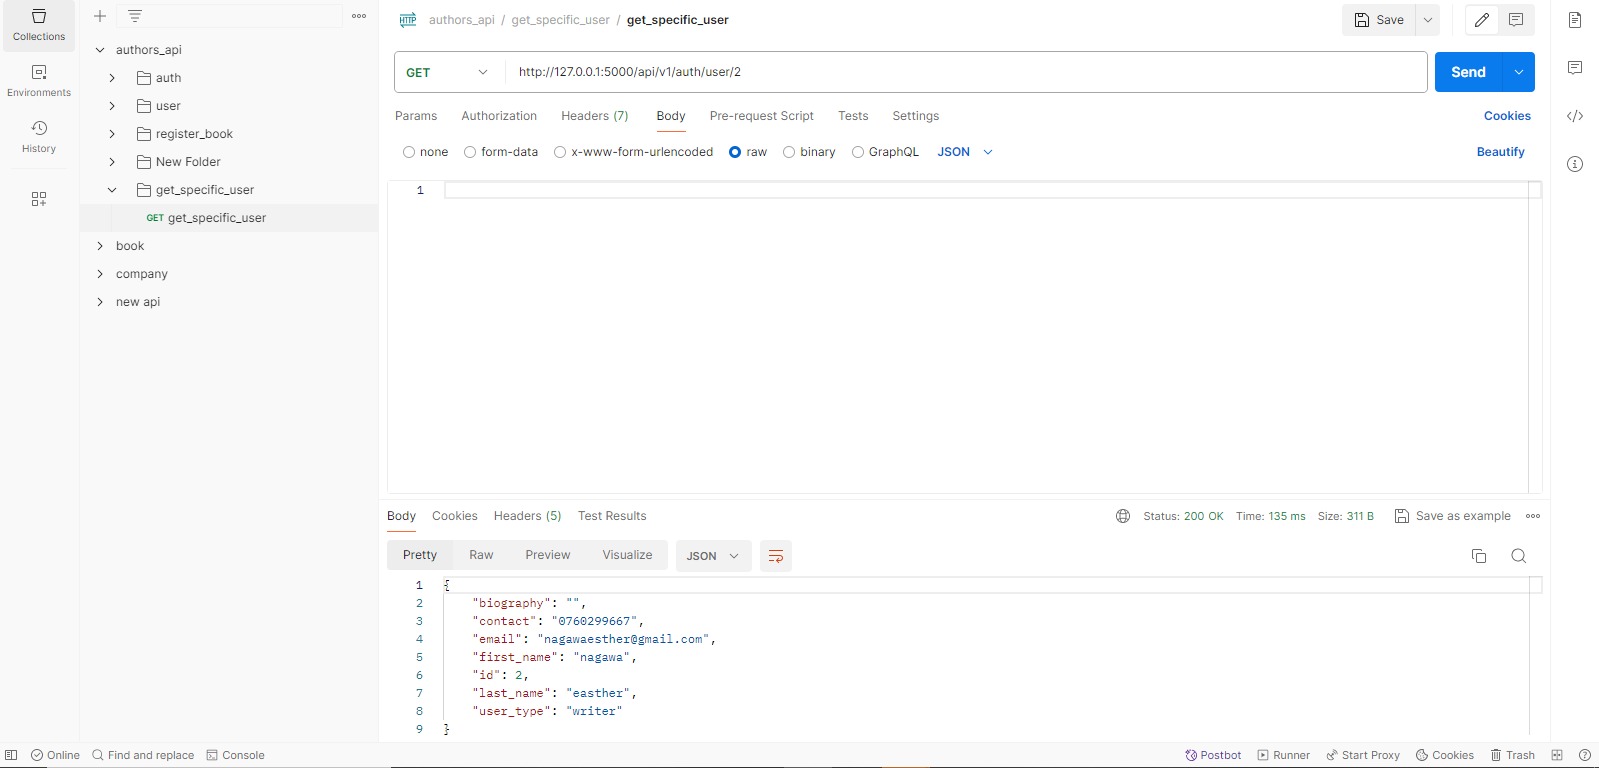 Collections
Environments
History
authors_api
auth
user
register_book
New Folder
get_specific_user
GET get_specific_user
book
company
new api
HTTP authors_api / get_specific_user / get_specific_user
Save
GET http://127.0.0.1:5000/api/v1/auth/user/2 Send
Params Authorization Headers (7) Body Pre-request Script Tests Settings Cookies
none form-data x-www-form-urlencoded raw binary GraphQL JSON Beautify
1
Body Cookies Headers (5) Test Results Status: 200 OK Time: 135 ms Size: 311 B Save as example
Pretty Raw Preview Visualize JSON
1 {
2 "biography": "",
3 "contact": "0760299667",
4 "email": "nagawaesther@gmail.com",
5 "first_name": "nagawa",
6 "id": 2,
7 "last_name": "easther",
8 "user_type": "writer"
9 }
Online Find and replace Console Postbot Runner Start Proxy Cookies Trash